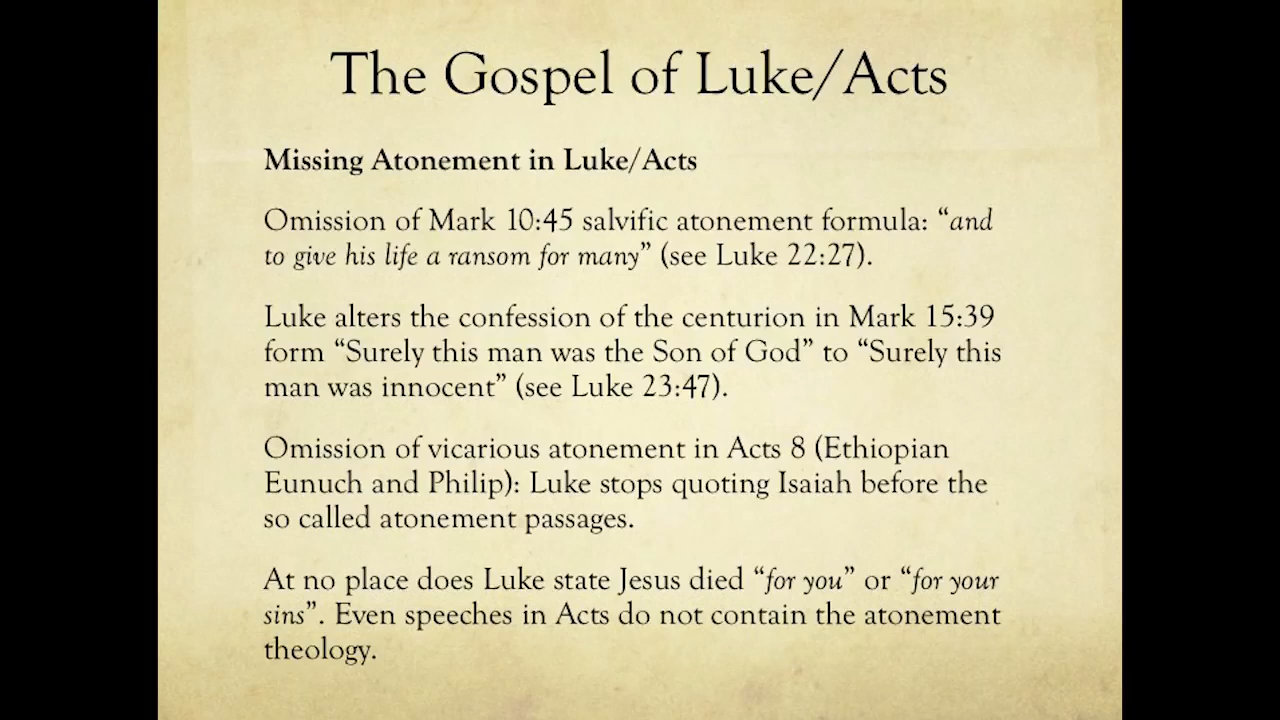 The Gospel of Luke/Acts
Missing Atonement in Luke/Acts
Omission of Mark 10:45 salvific atonement formula: “and
to give his life a ransom for many” (see Luke 22:27).
Luke alters the confession of the centurion in Mark 15:39
form “Surely this man was the Son of God” to “Surely this
man was innocent” (see Luke 23:47).
Omission of vicarious atonement in Acts 8 (Ethiopian
Eunuch and Philip): Luke stops quoting Isaiah before the
so called atonement passages.
At no place does Luke state Jesus died “for you” or “for your
sins”. Even speeches in Acts do not contain the atonement
theology.